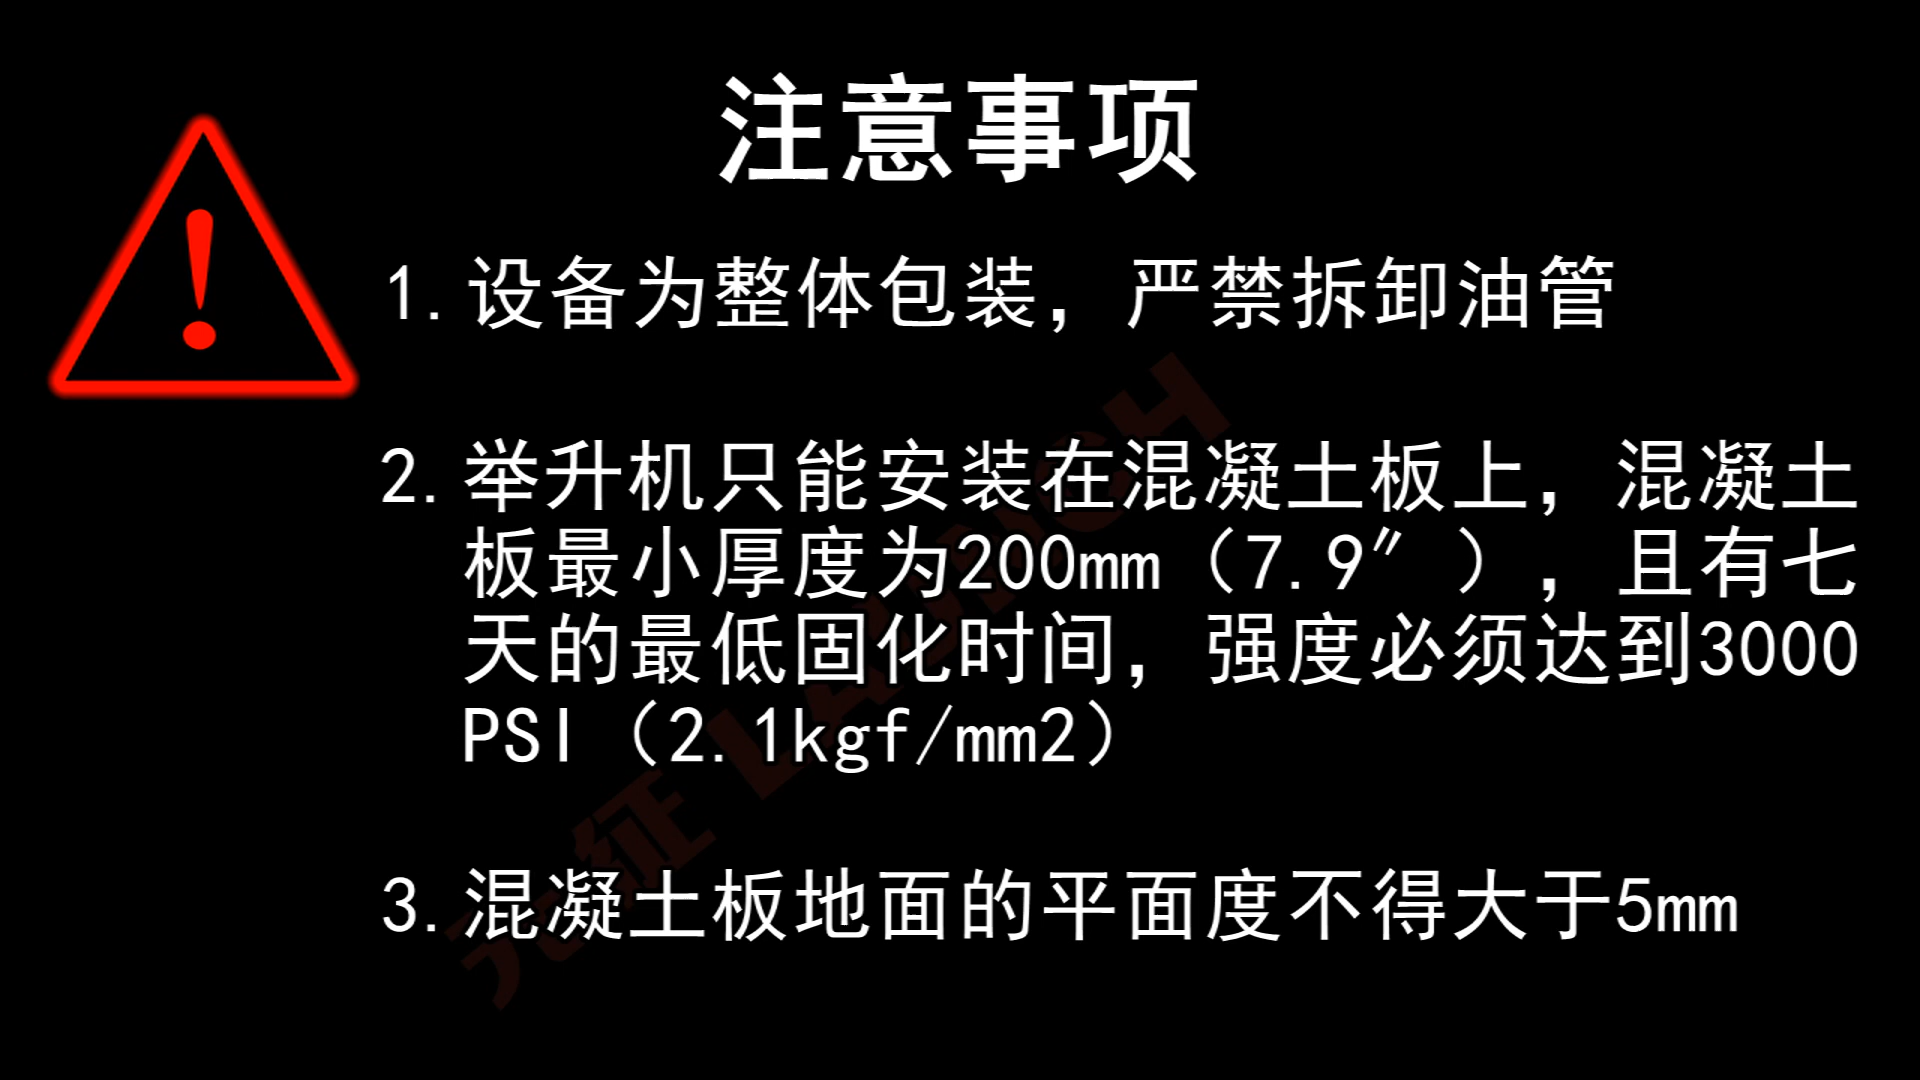 注意事项
1.设备为整体包装，严禁拆卸油管
2.举升机只能安装在混凝土板上，混凝土
板最小厚度为200mm（7.9″），且有七
天的最低固化时间，强度必须达到3000
PSI（2.1kgf/mm2）
3.混凝土板地面的平面度不得大于5mm
元征 LAUNCH